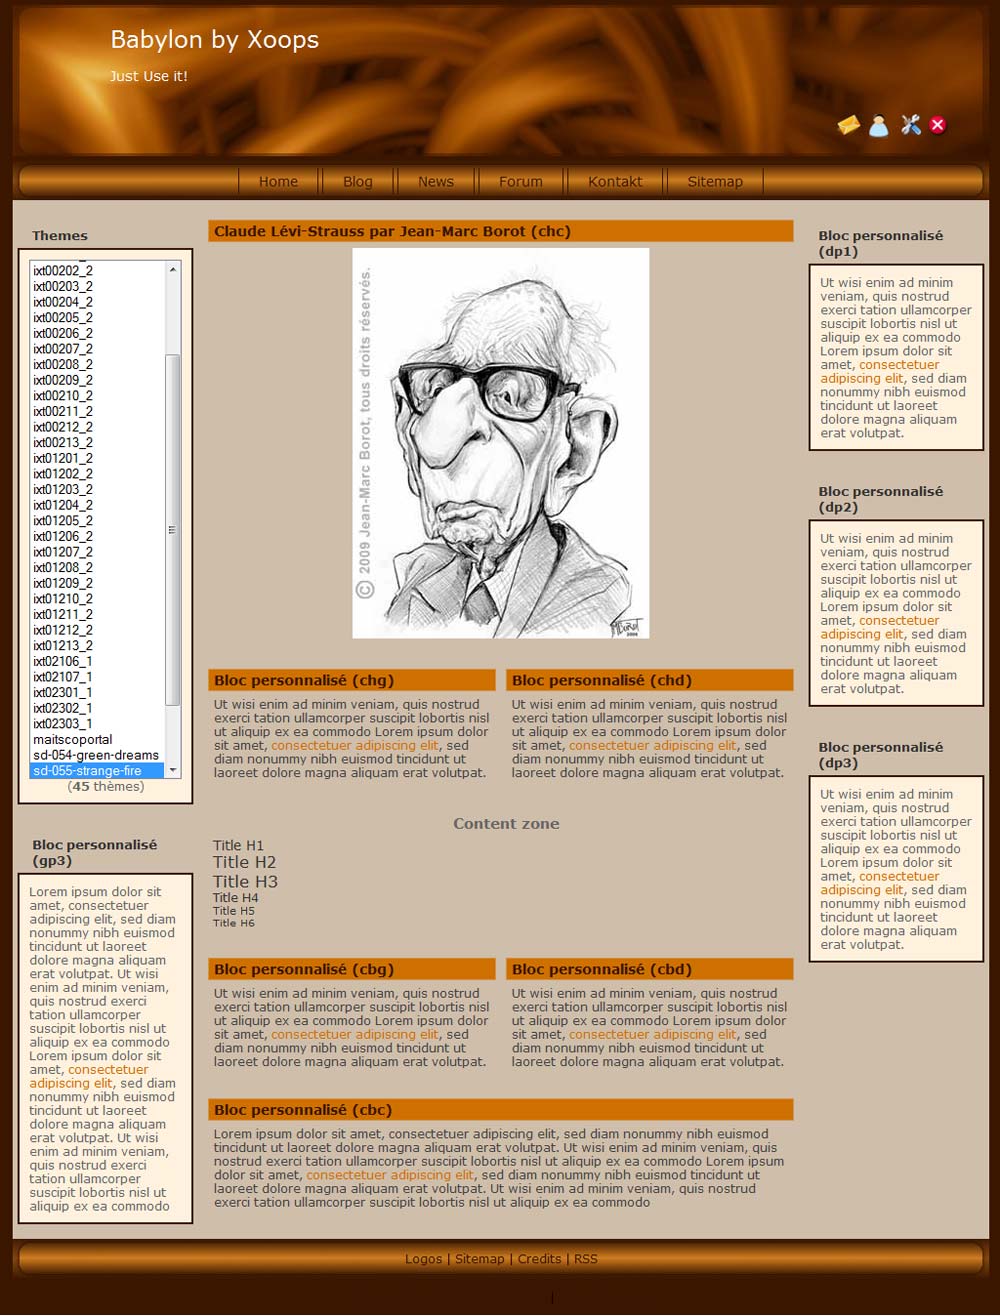 Babylon by Xoops
Just Use it!
Home
Blog
News
Forum
Kontakt
Sitemap
Themes
ixt00202_2
ixt00203_2
ixt00204_2
ixt00205_2
ixt00206_2
ixt00207_2
ixt00208_2
ixt00209_2
ixt00210_2
ixt00211_2
ixt00212_2
ixt00213_2
ixt01201_2
ixt01202_2
ixt01203_2
ixt01204_2
ixt01205_2
ixt01206_2
ixt01207_2
ixt01208_2
ixt01209_2
ixt01210_2
ixt01211_2
ixt01212_2
ixt01213_2
ixt02106_1
ixt02107_1
ixt02301_1
ixt02302_1
ixt02303_1
maitscoportal
sd-054-green-dreams
sd-055-strange-fire
(45 thèmes)
Bloc personnalisé
(gp3)
Lorem ipsum dolor sit
amet, consectetuer
adipiscing elit, sed diam
nonummy nibh euismod
tincidunt ut laoreet
dolore magna aliquam
erat volutpat. Ut wisi
enim ad minim veniam,
quis nostrud exerci
tation ullamcorper
suscipit lobortis nisl ut
aliquip ex ea commodo
Lorem ipsum dolor sit
amet, consectetuer
adipiscing elit, sed diam
nonummy nibh euismod
tincidunt ut laoreet
dolore magna aliquam
erat volutpat. Ut wisi
enim ad minim veniam,
quis nostrud exerci
tation ullamcorper
suscipit lobortis nisl ut
aliquip ex ea commodo
Claude Lévi-Strauss par Jean-Marc Borot (chc)
© 2009 Jean-Marc Borot, tous droits réservés.
Bloc personnalisé (chg)
Ut wisi enim ad minim veniam, quis nostrud
exerci tation ullamcorper suscipit lobortis nisl
ut aliquip ex ea commodo Lorem ipsum dolor
sit amet, consectetuer adipiscing elit, sed
diam nonummy nibh euismod tincidunt ut
laoreet dolore magna aliquam erat volutpat.
Bloc personnalisé (chd)
Ut wisi enim ad minim veniam, quis nostrud
exerci tation ullamcorper suscipit lobortis nisl
ut aliquip ex ea commodo Lorem ipsum dolor
sit amet, consectetuer adipiscing elit, sed
diam nonummy nibh euismod tincidunt ut
laoreet dolore magna aliquam erat volutpat.
Content zone
Title H1
Title H2
Title H3
Title H4
Title H5
Title H6
Bloc personnalisé (cbg)
Ut wisi enim ad minim veniam, quis nostrud
exerci tation ullamcorper suscipit lobortis nisl
ut aliquip ex ea commodo Lorem ipsum dolor
sit amet, consectetuer adipiscing elit, sed
diam nonummy nibh euismod tincidunt ut
laoreet dolore magna aliquam erat volutpat.
Bloc personnalisé (cbd)
Ut wisi enim ad minim veniam, quis nostrud
exerci tation ullamcorper suscipit lobortis nisl
ut aliquip ex ea commodo Lorem ipsum dolor
sit amet, consectetuer adipiscing elit, sed
diam nonummy nibh euismod tincidunt ut
laoreet dolore magna aliquam erat volutpat.
Bloc personnalisé (cbc)
Lorem ipsum dolor sit amet, consectetuer adipiscing elit, sed diam nonummy nibh euismod
tincidunt ut laoreet dolore magna aliquam erat volutpat. Ut wisi enim ad minim veniam, quis
nostrud exerci tation ullamcorper suscipit lobortis nisl ut aliquip ex ea commodo Lorem ipsum
dolor sit amet, consectetuer adipiscing elit, sed diam nonummy nibh euismod tincidunt ut
laoreet dolore magna aliquam erat volutpat. Ut wisi enim ad minim veniam, quis nostrud
exerci tation ullamcorper suscipit lobortis nisl ut aliquip ex ea commodo
Bloc personnalisé
(dp1)
Ut wisi enim ad minim
veniam, quis nostrud
exerci tation ullamcorper
suscipit lobortis nisl ut
aliquip ex ea commodo
Lorem ipsum dolor sit
amet, consectetuer
adipiscing elit, sed diam
nonummy nibh euismod
tincidunt ut laoreet
dolore magna aliquam
erat volutpat.
Bloc personnalisé
(dp2)
Ut wisi enim ad minim
veniam, quis nostrud
exerci tation ullamcorper
suscipit lobortis nisl ut
aliquip ex ea commodo
Lorem ipsum dolor sit
amet, consectetuer
adipiscing elit, sed diam
nonummy nibh euismod
tincidunt ut laoreet
dolore magna aliquam
erat volutpat.
Bloc personnalisé
(dp3)
Ut wisi enim ad minim
veniam, quis nostrud
exerci tation ullamcorper
suscipit lobortis nisl ut
aliquip ex ea commodo
Lorem ipsum dolor sit
amet, consectetuer
adipiscing elit, sed diam
nonummy nibh euismod
tincidunt ut laoreet
dolore magna aliquam
erat volutpat.
Logos | Sitemap | Credits | RSS
|